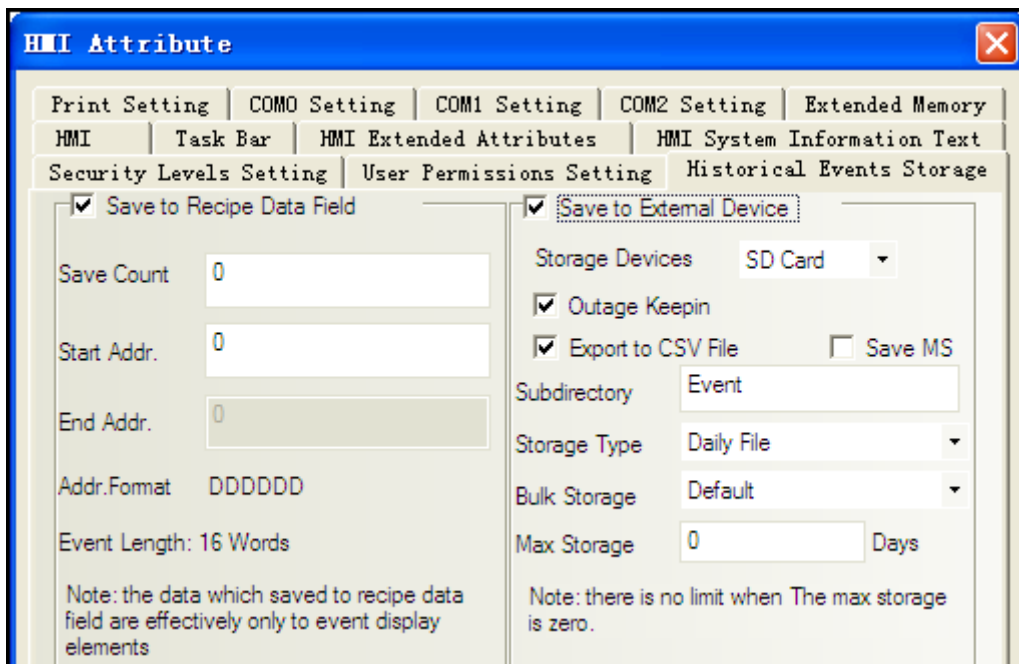 HMI Attribute
Print Setting
COM0 Setting
COM1 Setting
COM2 Setting
Extended Memory
HMI
Task Bar
HMI Extended Attributes
HMI System Information Text
Security Levels Setting
User Permissions Setting
Historical Events Storage
Save to Recipe Data Field
Save Count
0
Start Addr.
0
End Addr.
0
Addr.Format
DDDDDD
Event Length: 16 Words
Note: the data which saved to recipe data
field are effectively only to event display
elements
Save to External Device
Storage Devices
SD Card
Outage Keepin
Export to CSV File
Save MS
Subdirectory
Event
Storage Type
Daily File
Bulk Storage
Default
Max Storage
0
Days
Note: there is no limit when The max storage
is zero.